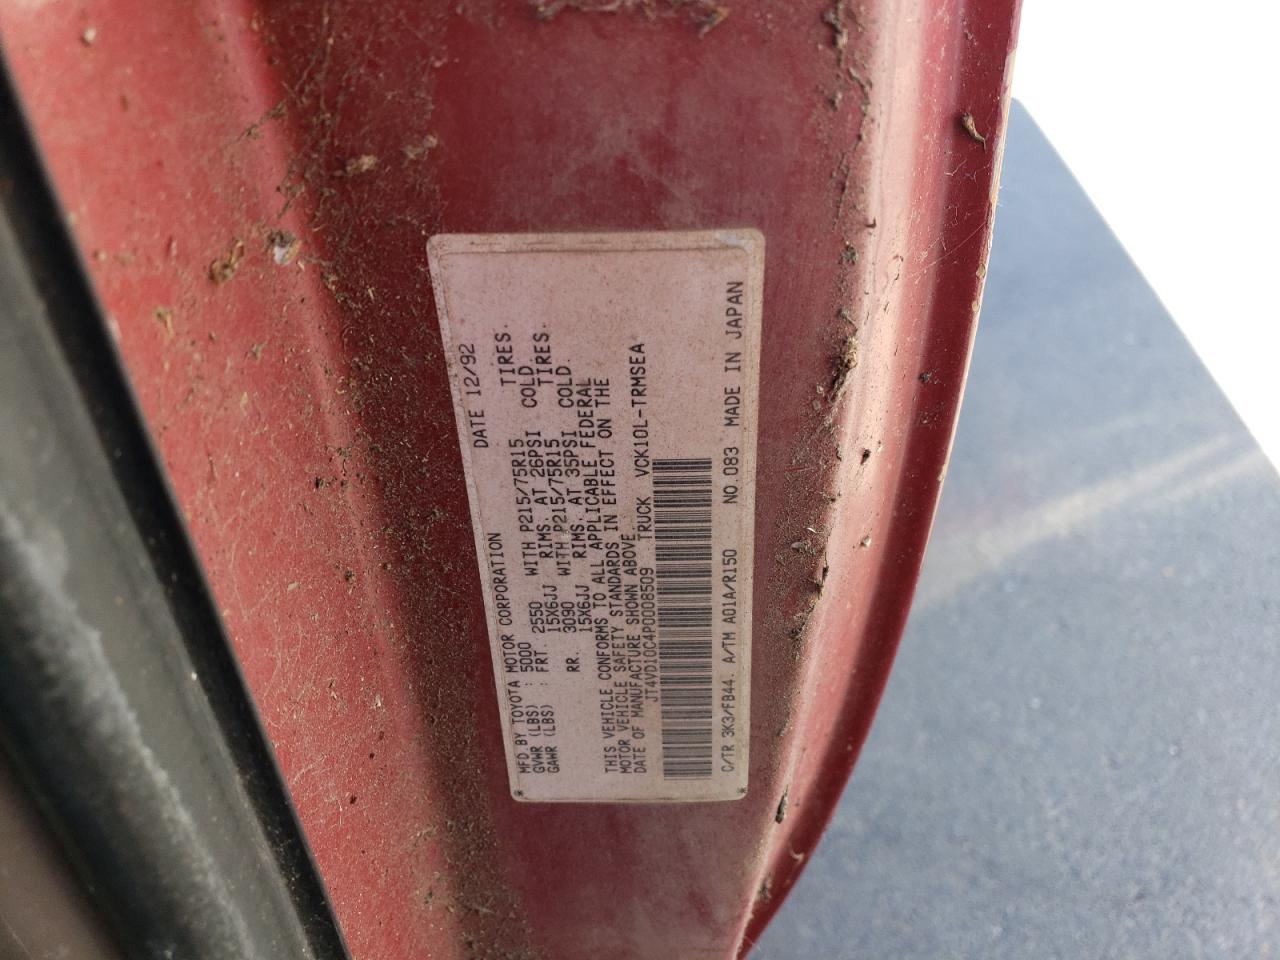 MFD BY TOYOTA MOTOR CORPORATION DATE 12/92
GVWR (LBS) : 5000 WITH P215/75R15 TIRES.
GAWR (LBS) : FRT. 2550 15X6JJ RIMS. AT 26PSI COLD.
RR. 3090 WITH P215/75R15 TIRES.
15X6JJ RIMS. AT 35PSI COLD.
THIS VEHICLE CONFORMS TO ALL APPLICABLE FEDERAL
MOTOR VEHICLE SAFETY STANDARDS IN EFFECT ON THE
DATE OF MANUFACTURE SHOWN ABOVE.
JT4VD10C4P0008509 TRUCK VCK10L-TRMSEA
* C/TR 3K3/FB44. A/TM A01A/R150 NO 083 MADE IN JAPAN *